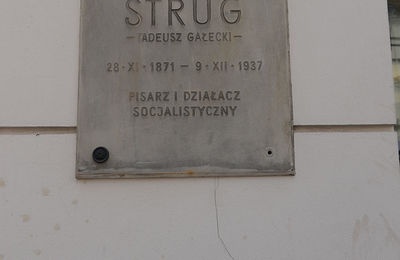 STRUG
—TADEUSZ GAŁECKI—
28·XI·1871 — 9·XII·1937
PISARZ I DZIAŁACZ
SOCJALISTYCZNY